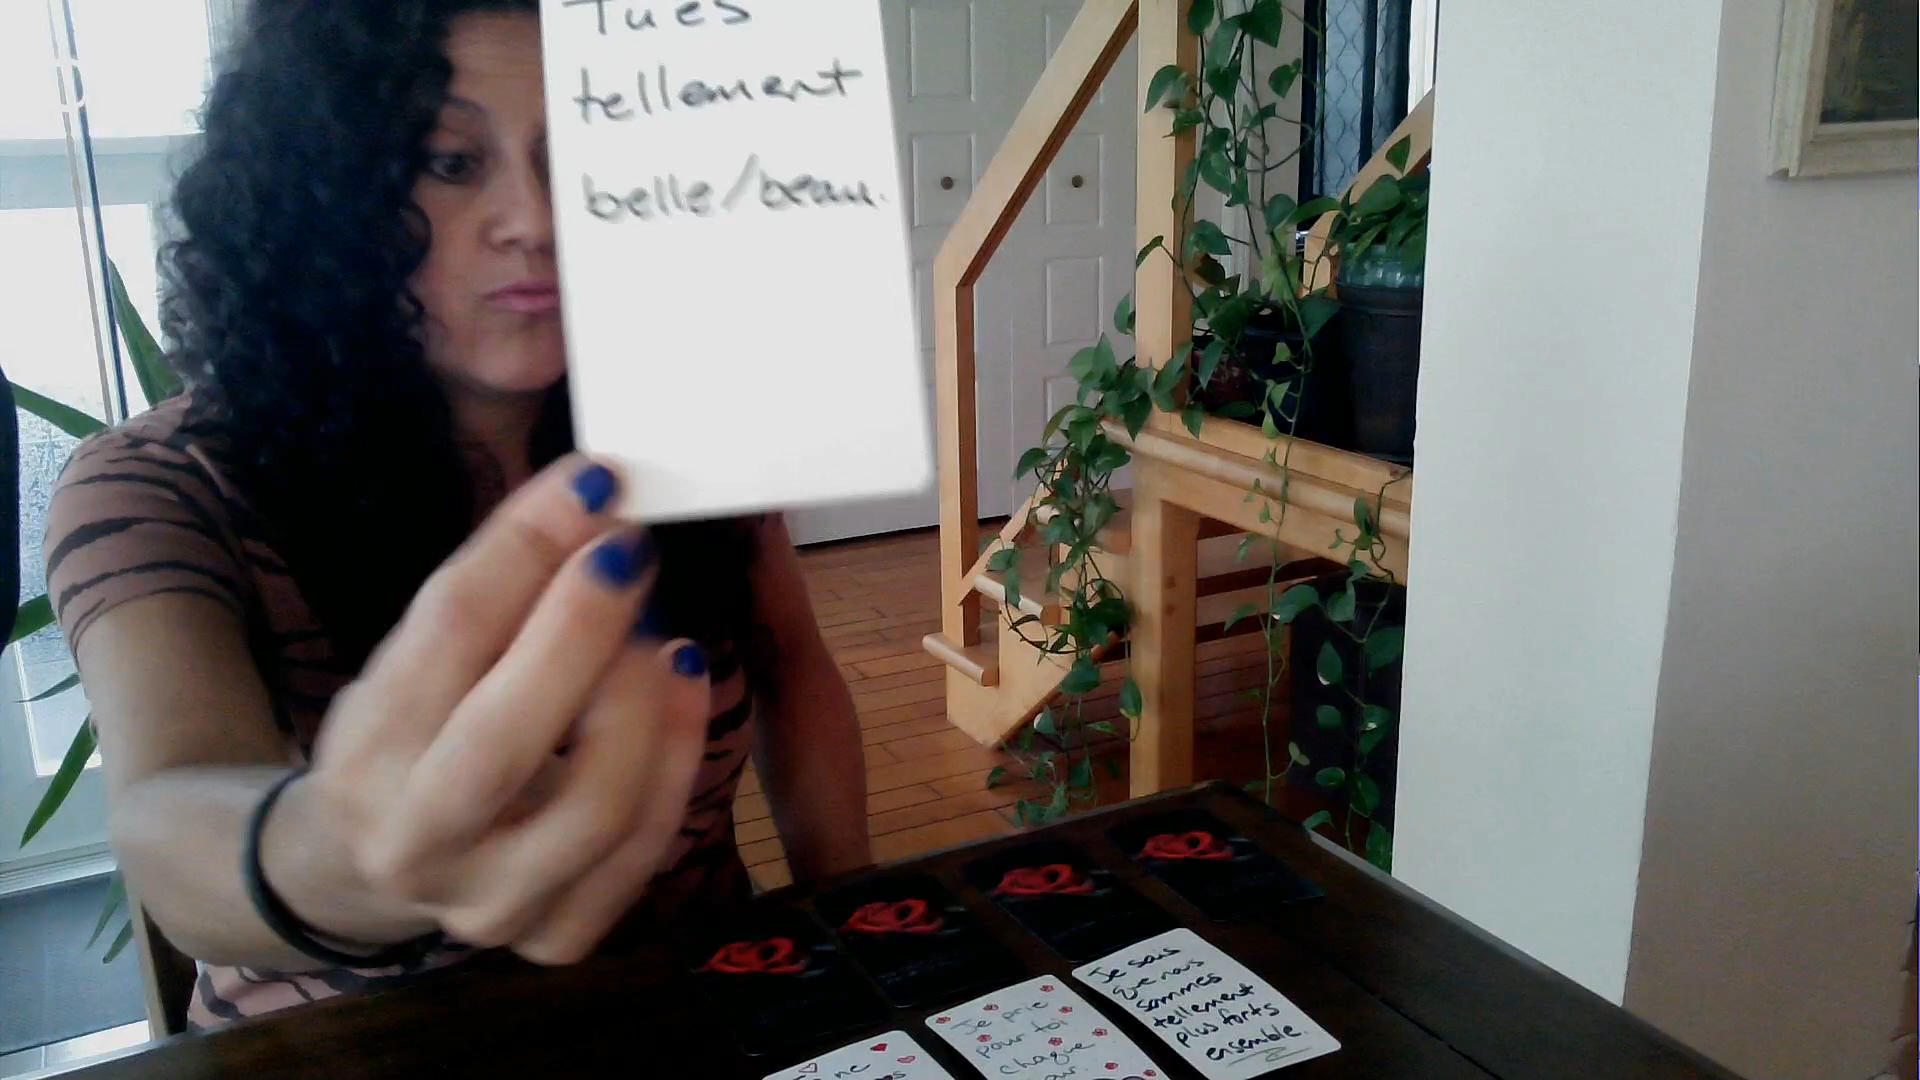 Tu es
tellement
belle/beau.
Je sais
que nous
sommes
tellement
plus forts
ensemble.
Je prie
pour toi
chaque
ne